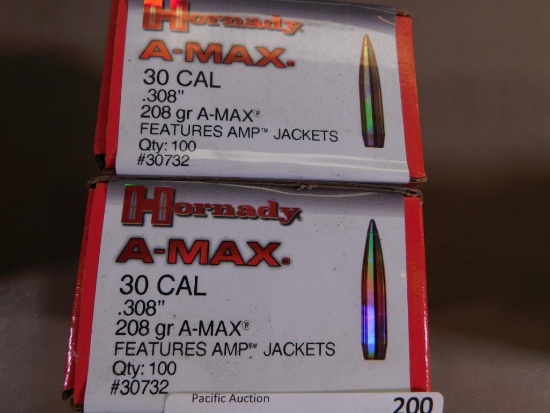 Hornady
A-MAX.
30 CAL
.308"
208 gr A-MAX®
FEATURES AMP™ JACKETS
Qty: 100
#30732
Hornady
A-MAX.
30 CAL
.308"
208 gr A-MAX®
FEATURES AMP™ JACKETS
Qty: 100
#30732
Pacific Auction
200